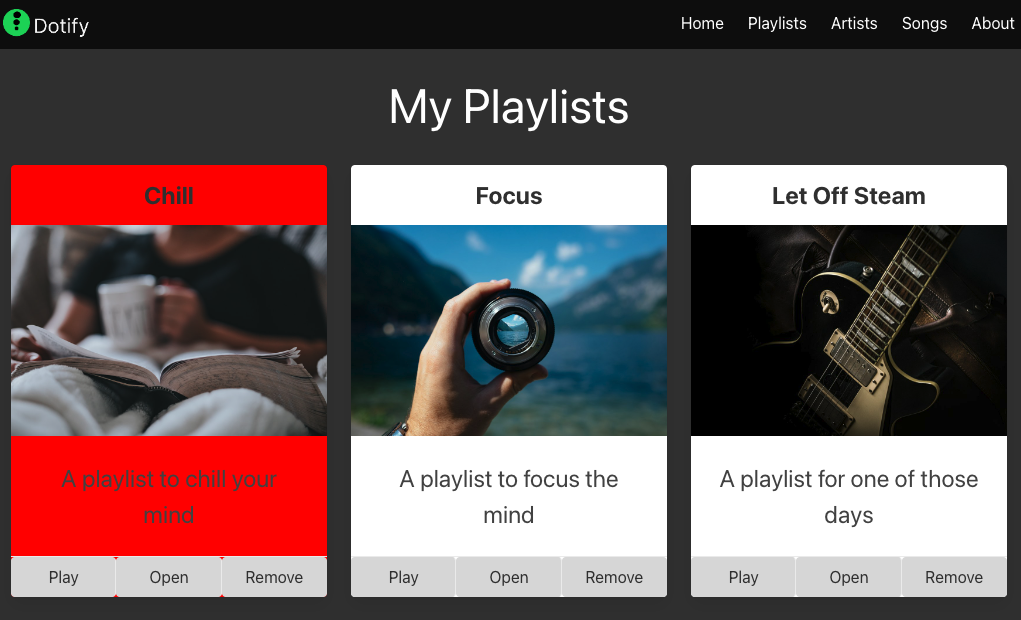 Dotify
Home Playlists Artists Songs About
My Playlists
Chill
A playlist to chill your
mind
Play Open Remove
Focus
A playlist to focus the
mind
Play Open Remove
Let Off Steam
A playlist for one of those
days
Play Open Remove